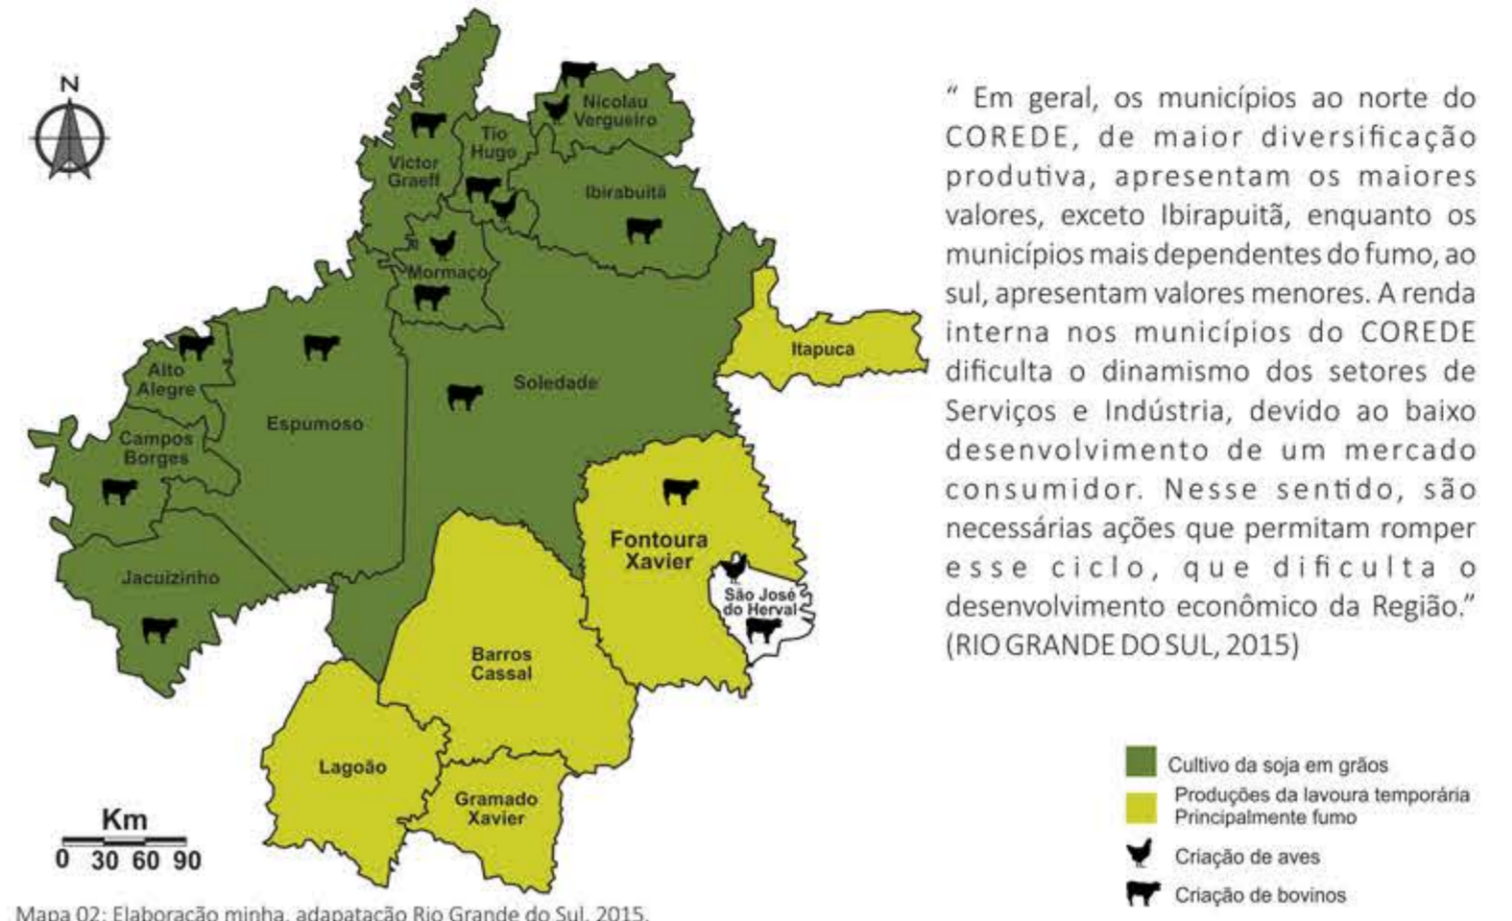 N
Nicolau
Vergueiro
Tio
Hugo
Victor
Graeff
Ibirabuitã
Mormaço
Itapuca
Alto
Alegre
Soledade
Espumoso
Campos
Borges
Fontoura
Xavier
Jacuizinho
São José
do Herval
Barros
Cassal
Lagoão
Gramado
Xavier
Km
0 30 60 90
Mapa 02: Elaboração minha, adapatação Rio Grande do Sul, 2015.
“ Em geral, os municípios ao norte do
COREDE, de maior diversificação
produtiva, apresentam os maiores
valores, exceto Ibirapuitã, enquanto os
municípios mais dependentes do fumo, ao
sul, apresentam valores menores. A renda
interna nos municípios do COREDE
dificulta o dinamismo dos setores de
Serviços e Indústria, devido ao baixo
desenvolvimento de um mercado
consumidor. Nesse sentido, são
necessárias ações que permitam romper
esse ciclo, que dificulta o
desenvolvimento econômico da Região.”
(RIO GRANDE DO SUL, 2015)
Cultivo da soja em grãos
Produções da lavoura temporária
Principalmente fumo
Criação de aves
Criação de bovinos